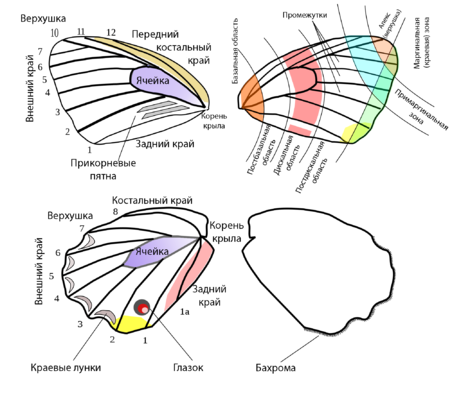 Верхушка
10
11
12
Передний
костальный
край
7
6
5
4
3
2
1
Внешний край
Ячейка
Корень
крыла
Задний край
Прикорневые
пятна
Промежутки
Апекс
(верхушка)
Маргинальная
(краевая) зона
Примаргинальная
зона
Базальная область
Постбазальная
область
Дискальная
область
Постдискальная
область
Костальный край
Верхушка
8
7
6
5
4
3
2
1
1a
Внешний край
Ячейка
Корень
крыла
Задний
край
Краевые лунки
Глазок
Бахрома